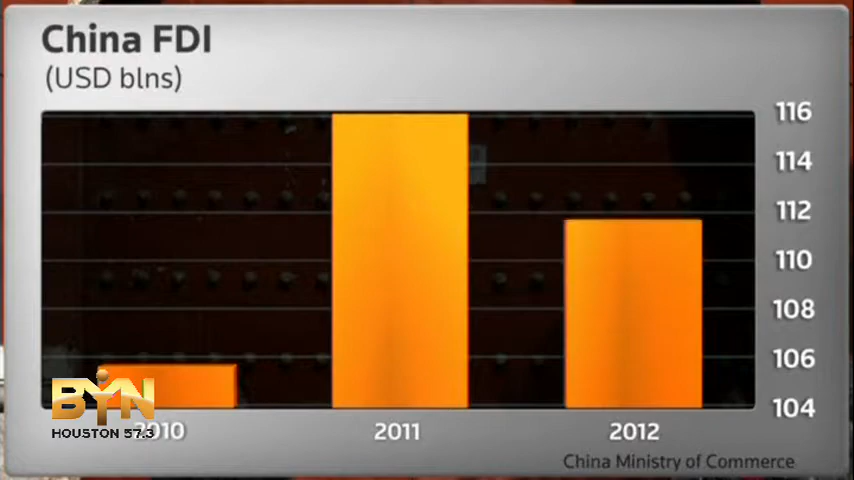 China FDI
(USD blns)
116
114
112
110
108
106
104
2010
2011
2012
BYN
HOUSTON 57.3
China Ministry of Commerce